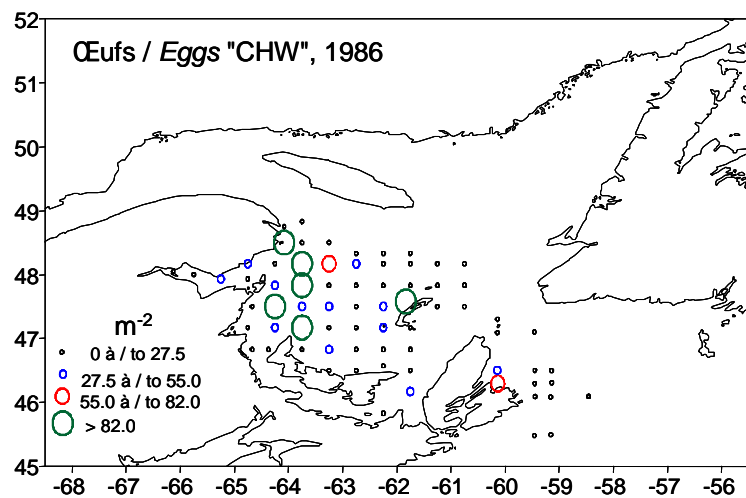 52
Œufs / Eggs "CHW", 1986
51
50
49
48
47
m-2
0 à / to 27.5
27.5 à / to 55.0
46
55.0 à / to 82.0
> 82.0
45
-68 -67 -66 -65 -64 -63 -62 -61 -60 -59 -58 -57 -56